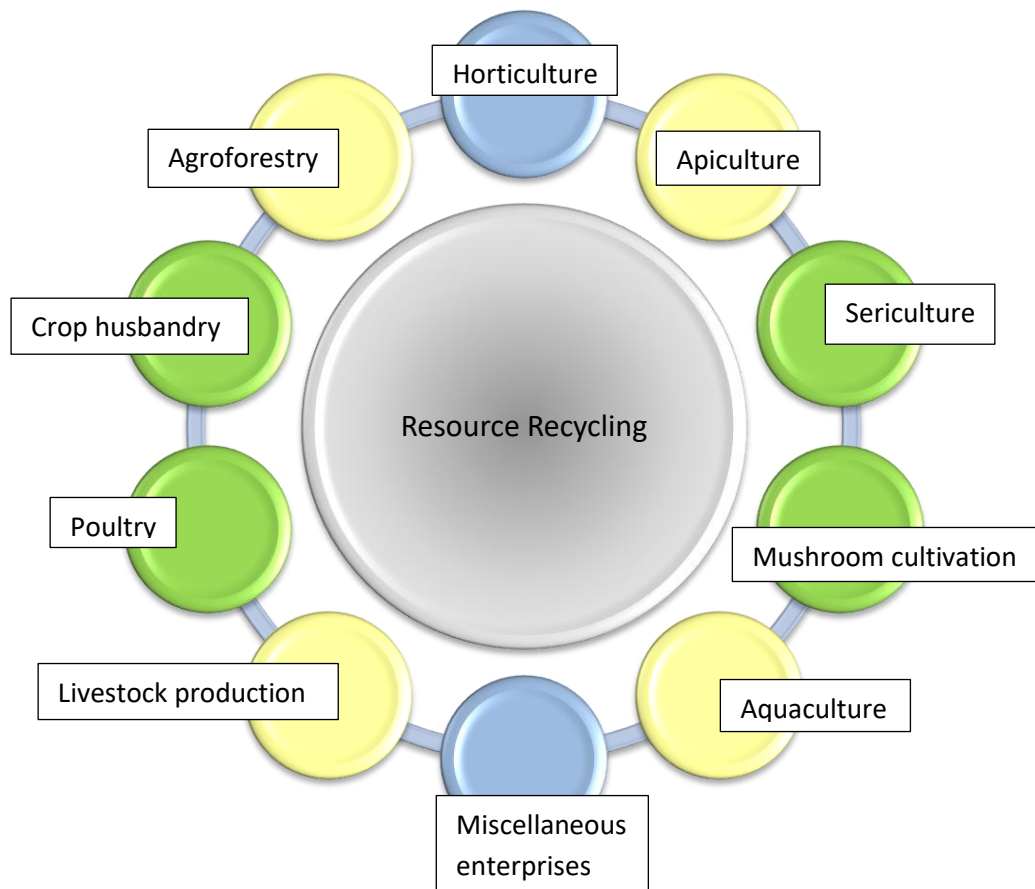 Horticulture
Agroforestry
Apiculture
Crop husbandry
Sericulture
Resource Recycling
Poultry
Mushroom cultivation
Livestock production
Aquaculture
Miscellaneous
enterprises